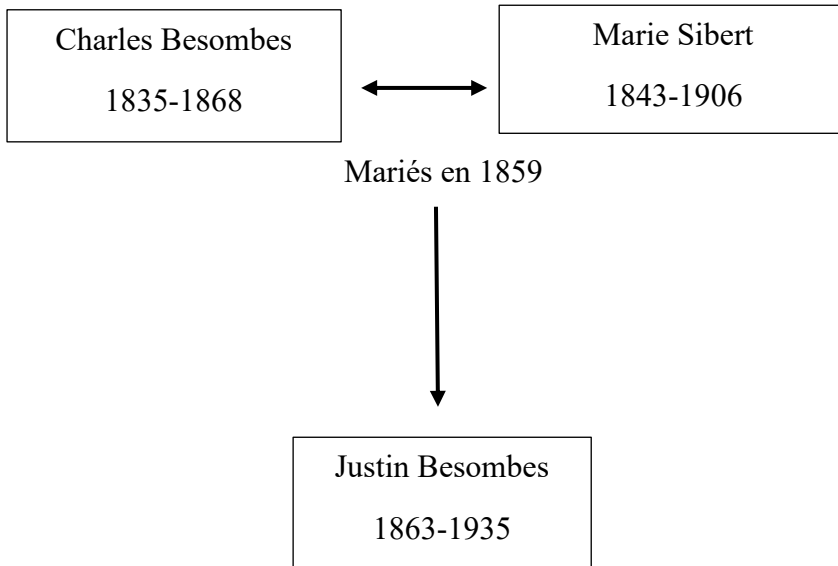 Charles Besombes
1835-1868
Marie Sibert
1843-1906
Mariés en 1859
Justin Besombes
1863-1935